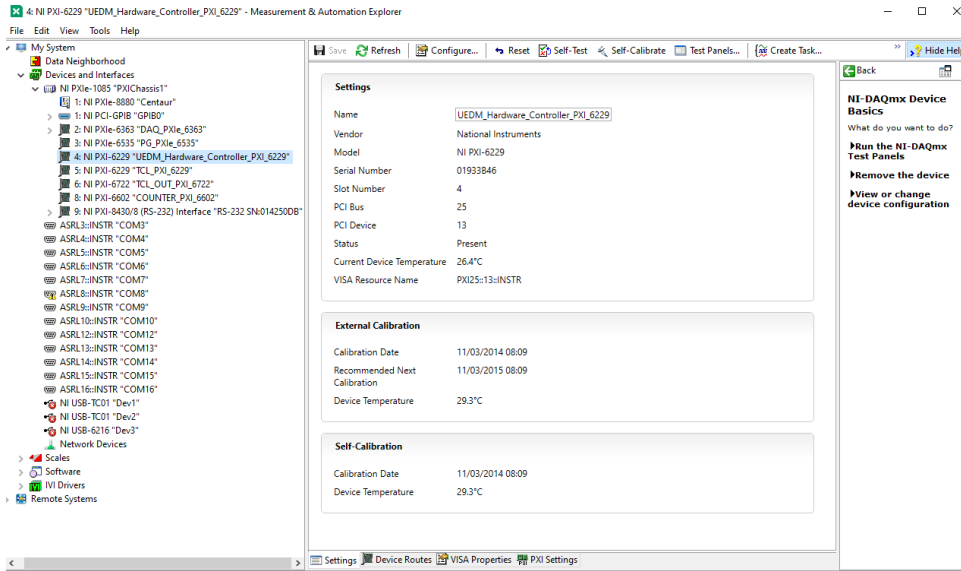 4: NI PXI-6229 "UEDM_Hardware_Controller_PXI_6229" - Measurement & Automation Explorer
File Edit View Tools Help
My System
Data Neighborhood
Devices and Interfaces
NI PXIe-1085 "PXIChassis1"
1: NI PXIe-8880 "Centaur"
1: NI PCI-GPIB "GPIB0"
2: NI PXIe-6363 "DAQ_PXIe_6363"
3: NI PXIe-6535 "PG_PXIe_6535"
4: NI PXI-6229 "UEDM_Hardware_Controller_PXI_6229"
5: NI PXI-6229 "TCL_PXI_6229"
6: NI PXI-6722 "TCL_OUT_PXI_6722"
8: NI PXI-6602 "COUNTER_PXI_6602"
9: NI PXI-8430/8 (RS-232) Interface "RS-232 SN:014250DB"
ASRL3::INSTR "COM3"
ASRL4::INSTR "COM4"
ASRL5::INSTR "COM5"
ASRL6::INSTR "COM6"
ASRL7::INSTR "COM7"
ASRL8::INSTR "COM8"
ASRL9::INSTR "COM9"
ASRL10::INSTR "COM10"
ASRL12::INSTR "COM12"
ASRL13::INSTR "COM13"
ASRL14::INSTR "COM14"
ASRL15::INSTR "COM15"
ASRL16::INSTR "COM16"
NI USB-TC01 "Dev1"
NI USB-TC01 "Dev2"
NI USB-6216 "Dev3"
Network Devices
Scales
Software
IVI Drivers
Remote Systems
Save Refresh Configure... Reset Self-Test Self-Calibrate Test Panels... Create Task... » Hide Help
Settings
Name UEDM_Hardware_Controller_PXI_6229
Vendor National Instruments
Model NI PXI-6229
Serial Number 01933B46
Slot Number 4
PCI Bus 25
PCI Device 13
Status Present
Current Device Temperature 26.4°C
VISA Resource Name PXI25::13::INSTR
External Calibration
Calibration Date 11/03/2014 08:09
Recommended Next 11/03/2015 08:09
Calibration
Device Temperature 29.3°C
Self-Calibration
Calibration Date 11/03/2014 08:09
Device Temperature 29.3°C
Settings Device Routes VISA Properties PXI Settings
Back
NI-DAQmx Device
Basics
What do you want to do?
Run the NI-DAQmx
Test Panels
Remove the device
View or change
device configuration